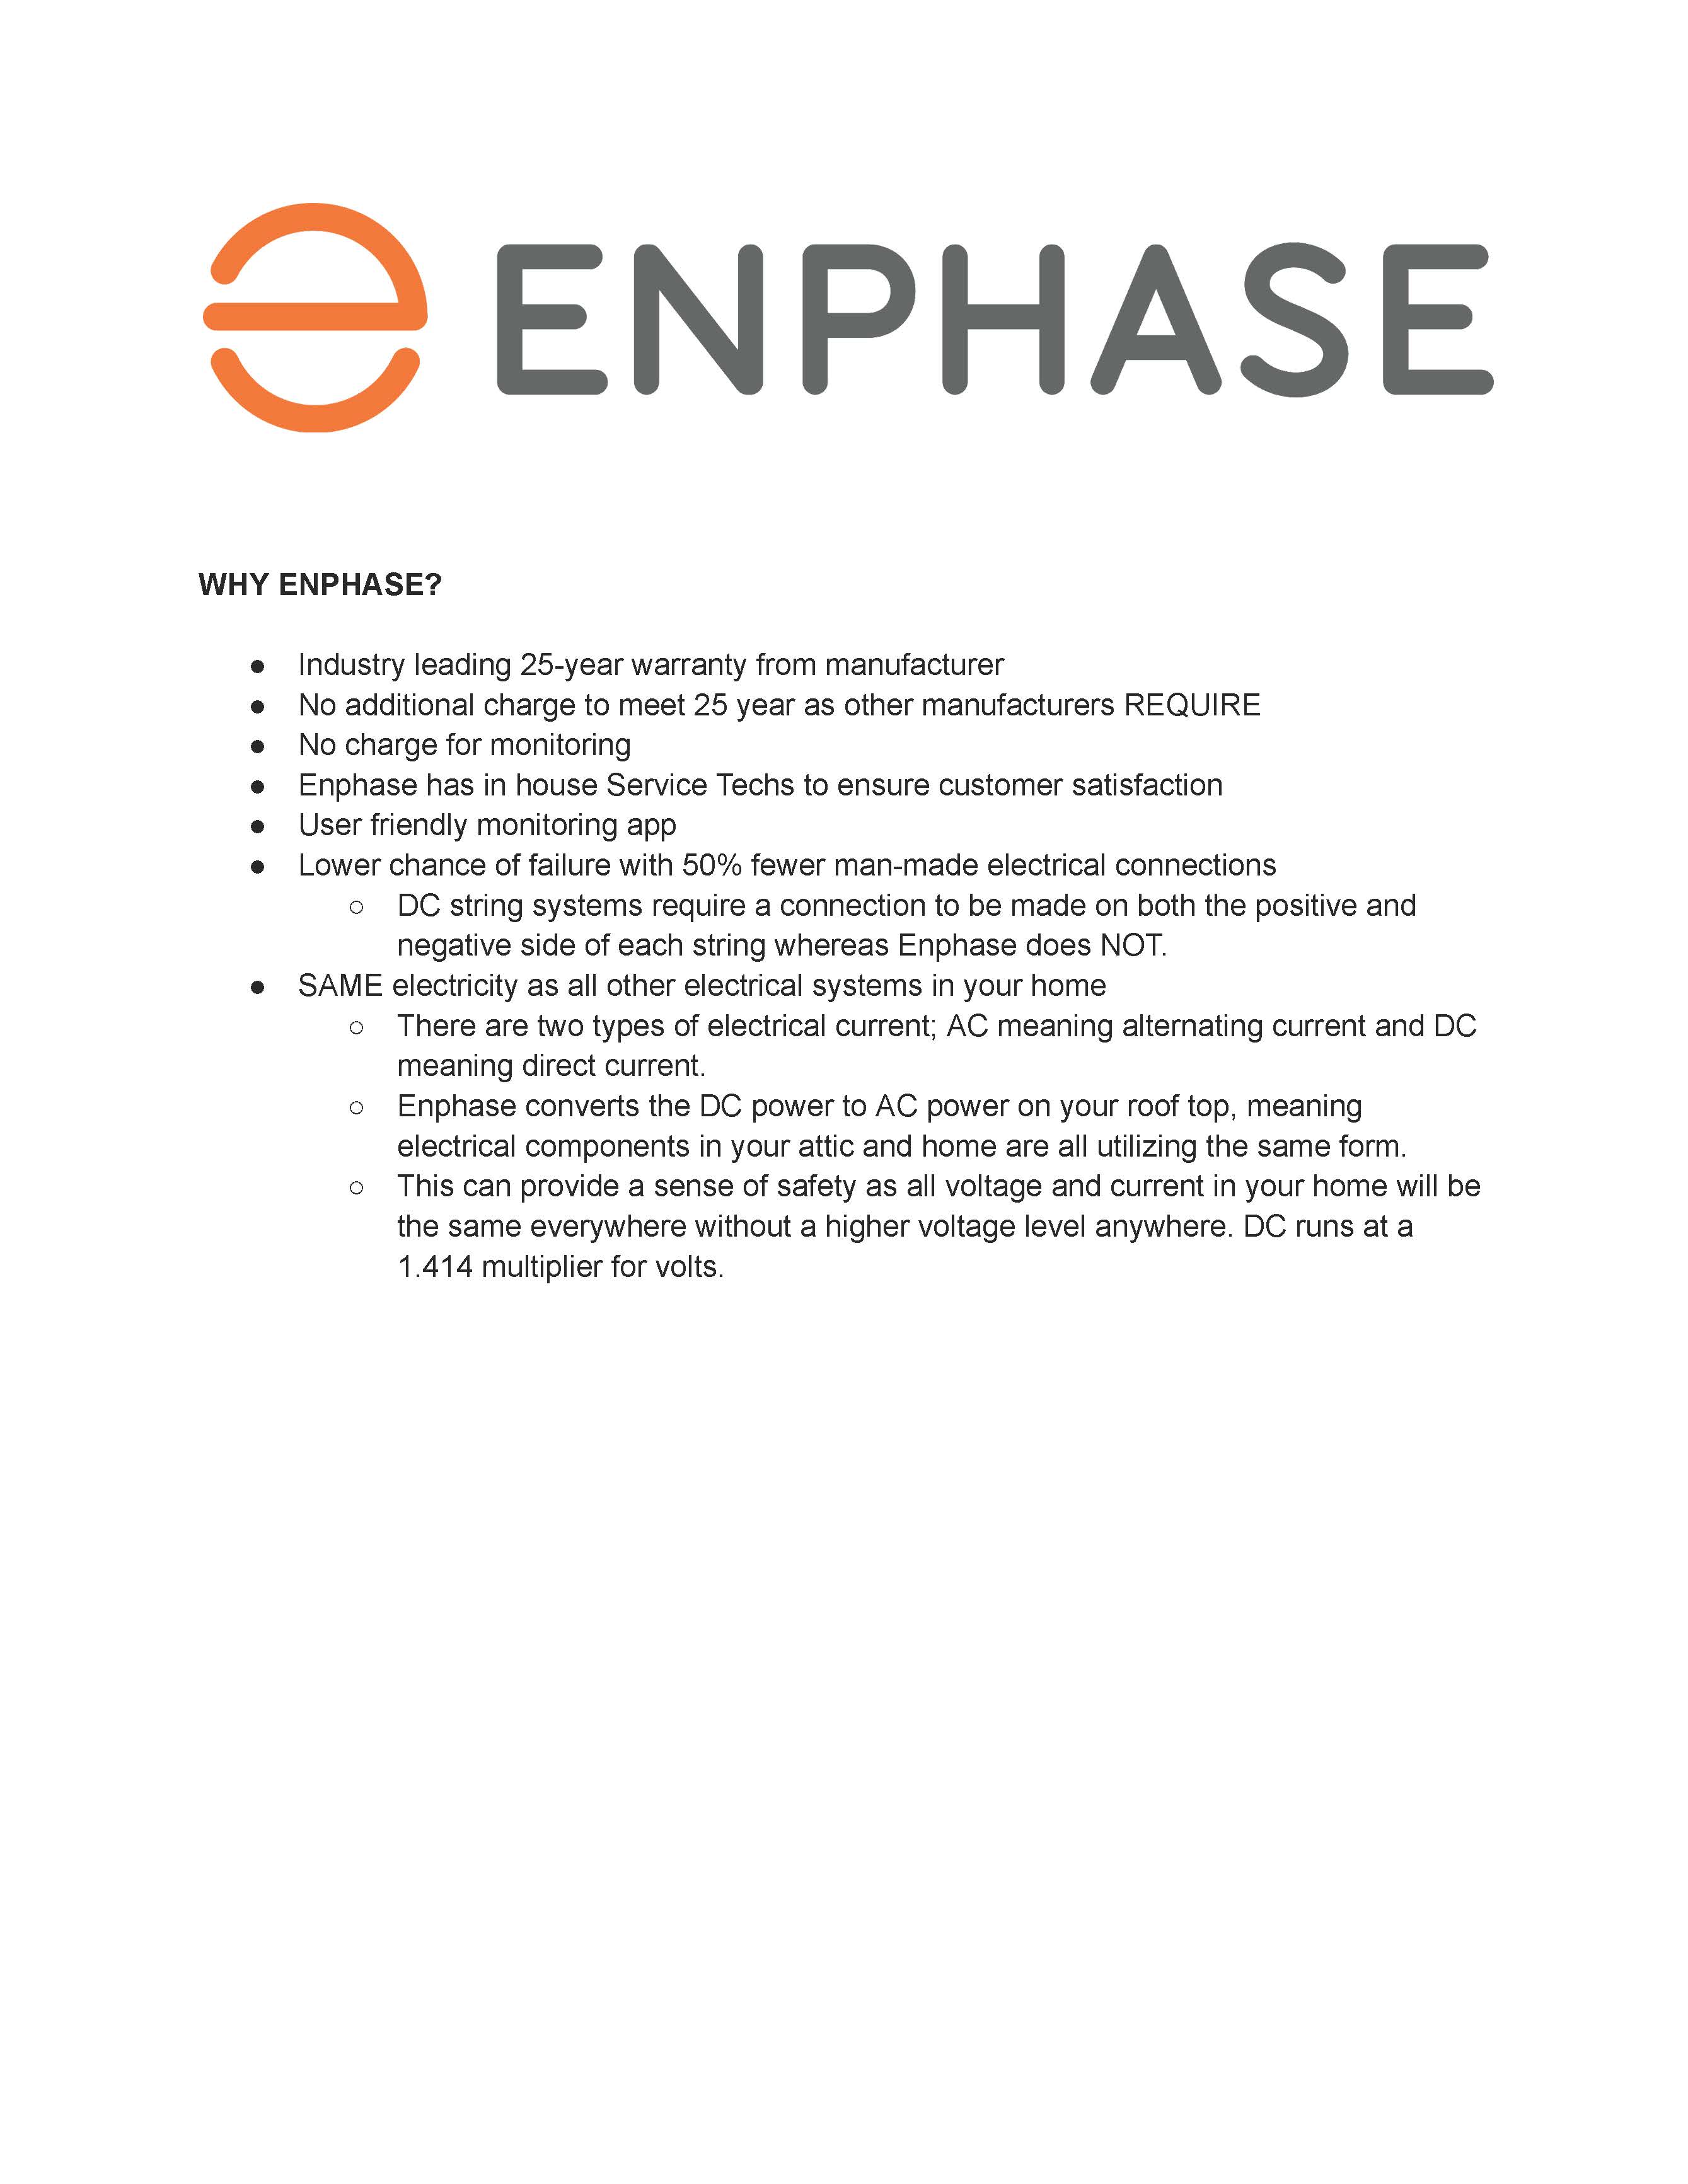 ENPHASE
WHY ENPHASE?
● Industry leading 25-year warranty from manufacturer
● No additional charge to meet 25 year as other manufacturers REQUIRE
● No charge for monitoring
● Enphase has in house Service Techs to ensure customer satisfaction
● User friendly monitoring app
● Lower chance of failure with 50% fewer man-made electrical connections
○ DC string systems require a connection to be made on both the positive and
negative side of each string whereas Enphase does NOT.
● SAME electricity as all other electrical systems in your home
○ There are two types of electrical current; AC meaning alternating current and DC
meaning direct current.
○ Enphase converts the DC power to AC power on your roof top, meaning
electrical components in your attic and home are all utilizing the same form.
○ This can provide a sense of safety as all voltage and current in your home will be
the same everywhere without a higher voltage level anywhere. DC runs at a
1.414 multiplier for volts.